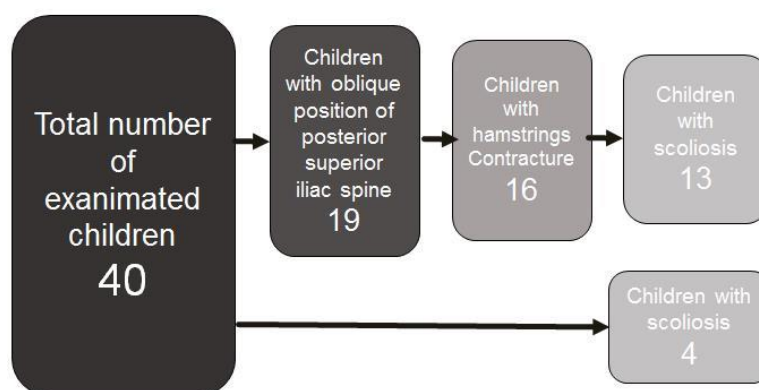 Total number
of
exanimated
children
40
Children
with oblique
position of
posterior
superior
iliac spine
19
Children
with
hamstrings
Contracture
16
Children
with
scoliosis
13
Children with
scoliosis
4